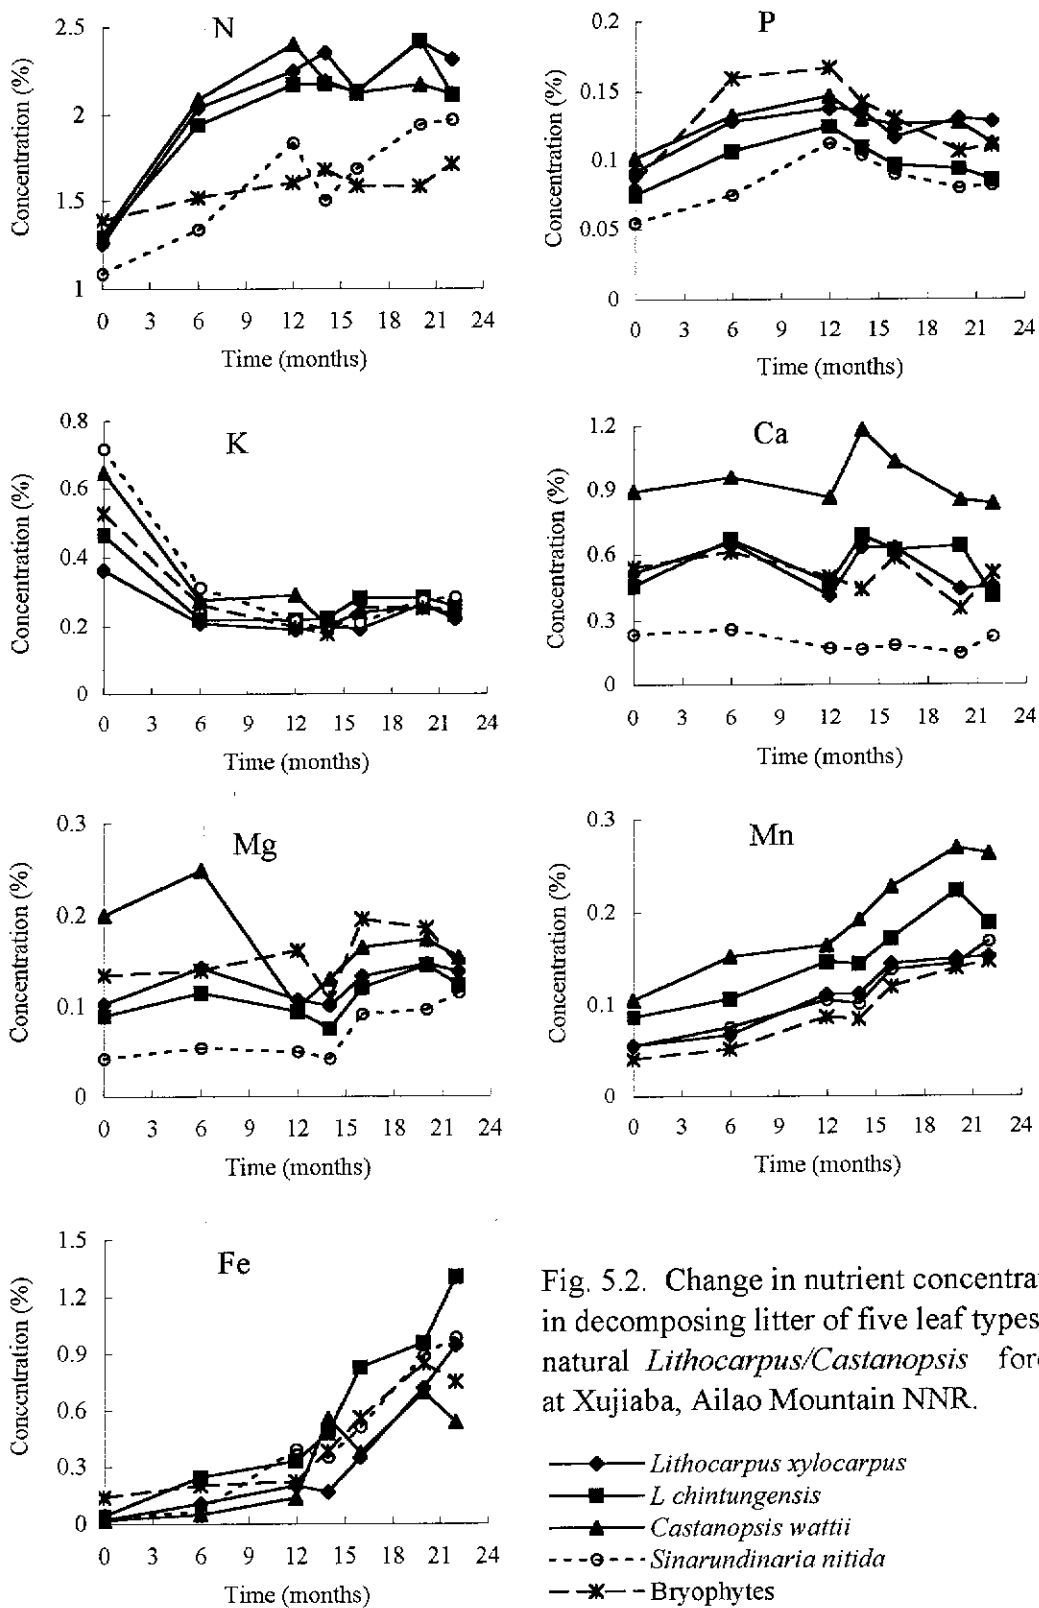 N
2.5
2
1.5
1
Concentration (%)
0 3 6 9 12 15 18 21 24
Time (months)
P
0.2
0.15
0.1
0.05
0
Concentration (%)
0 3 6 9 12 15 18 21 24
Time (months)
K
0.8
0.6
0.4
0.2
0
Concentration (%)
0 3 6 9 12 15 18 21 24
Time (months)
Ca
1.2
0.9
0.6
0.3
0
Concentration (%)
0 3 6 9 12 15 18 21 24
Time (months)
Mg
0.3
0.2
0.1
0
Concentration (%)
0 3 6 9 12 15 18 21 24
Time (months)
Mn
0.3
0.2
0.1
0
Concentration (%)
0 3 6 9 12 15 18 21 24
Time (months)
Fe
1.5
1.2
0.9
0.6
0.3
0
Concentration (%)
0 3 6 9 12 15 18 21 24
Time (months)
Fig. 5.2. Change in nutrient concentrat
in decomposing litter of five leaf types
natural Lithocarpus/Castanopsis for
at Xujiaba, Ailao Mountain NNR.
Lithocarpus xylocarpus
L chintungensis
Castanopsis wattii
Sinarundinaria nitida
Bryophytes